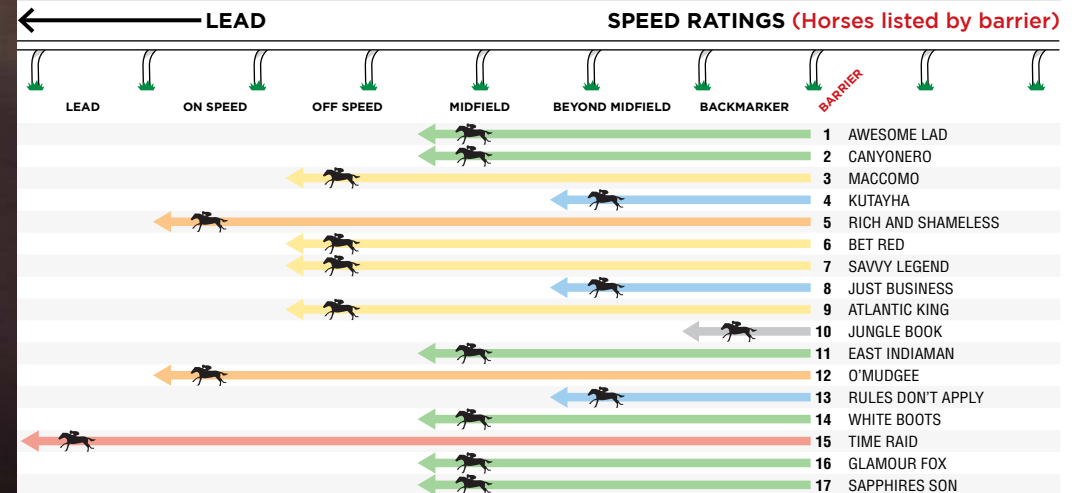 LEAD SPEED RATINGS (Horses listed by barrier)
LEAD ON SPEED OFF SPEED MIDFIELD BEYOND MIDFIELD BACKMARKER BARRIER
1 AWESOME LAD
2 CANYONERO
3 MACCOMO
4 KUTAYHA
5 RICH AND SHAMELESS
6 BET RED
7 SAVVY LEGEND
8 JUST BUSINESS
9 ATLANTIC KING
10 JUNGLE BOOK
11 EAST INDIAMAN
12 O’MUDGEE
13 RULES DON’T APPLY
14 WHITE BOOTS
15 TIME RAID
16 GLAMOUR FOX
17 SAPPHIRES SON